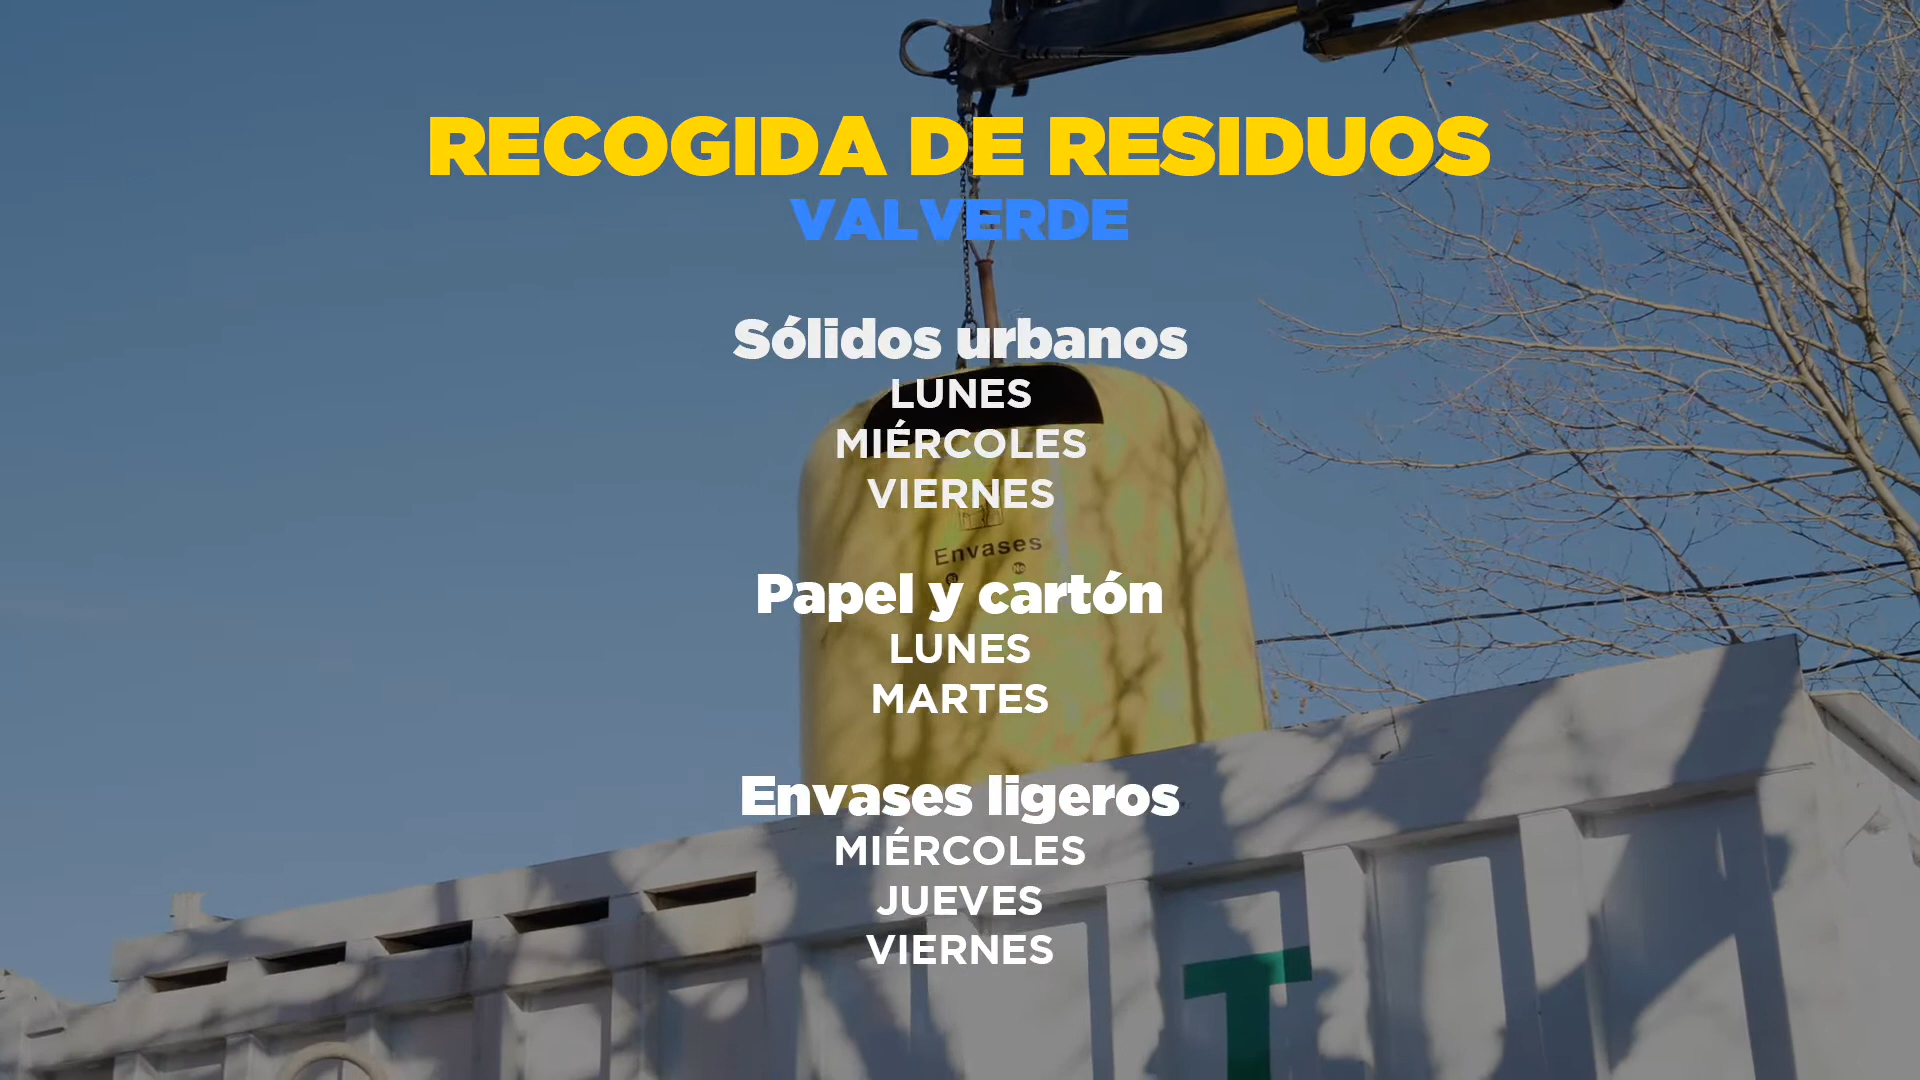 RECOGIDA DE RESIDUOS
VALVERDE
Sólidos urbanos
LUNES
MIÉRCOLES
VIERNES
Envases
Papel y cartón
LUNES
MARTES
Envases ligeros
MIÉRCOLES
JUEVES
VIERNES
T